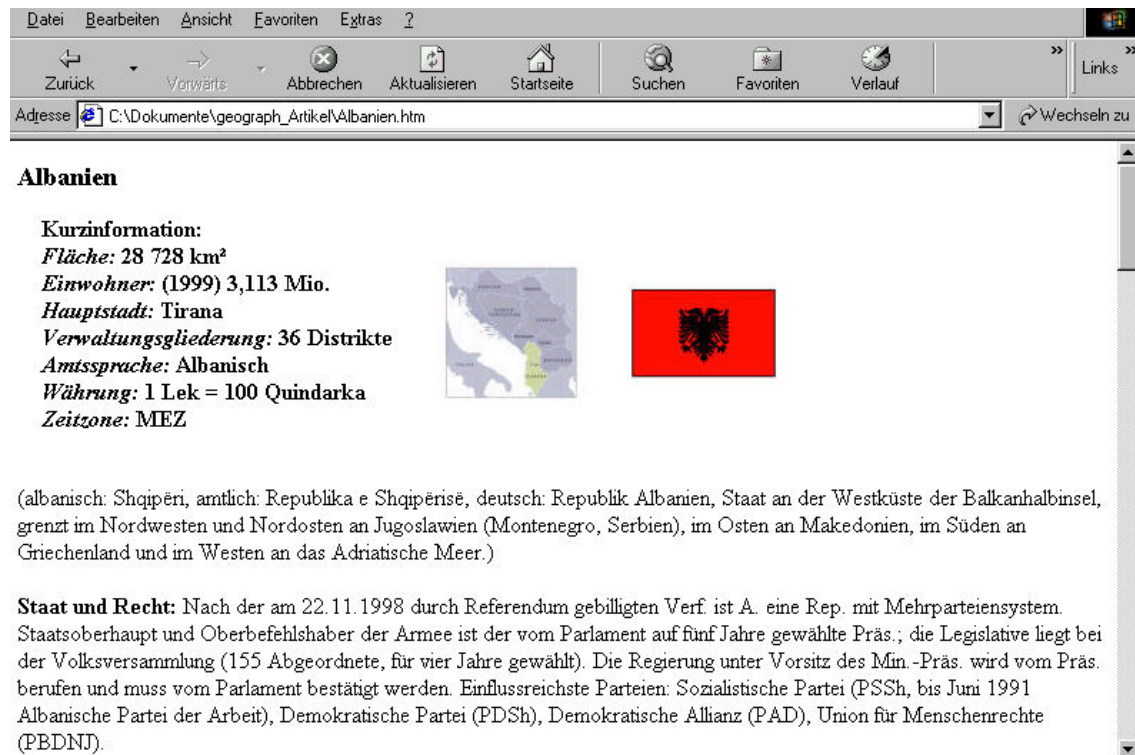 Datei Bearbeiten Ansicht Favoriten Extras ?
Zurück Vorwärts Abbrechen Aktualisieren Startseite Suchen Favoriten Verlauf » Links »
Adresse C:\Dokumente\geograph_Artikel\Albanien.htm Wechseln zu
Albanien
Kurzinformation:
Fläche: 28 728 km²
Einwohner: (1999) 3,113 Mio.
Hauptstadt: Tirana
Verwaltungsgliederung: 36 Distrikte
Amtssprache: Albanisch
Währung: 1 Lek = 100 Quindarka
Zeitzone: MEZ
(albanisch: Shqipëri, amtlich: Republika e Shqipërisë, deutsch: Republik Albanien, Staat an der Westküste der Balkanhalbinsel,
grenzt im Nordwesten und Nordosten an Jugoslawien (Montenegro, Serbien), im Osten an Makedonien, im Süden an
Griechenland und im Westen an das Adriatische Meer.)
Staat und Recht: Nach der am 22.11.1998 durch Referendum gebilligten Verf. ist A. eine Rep. mit Mehrparteiensystem.
Staatsoberhaupt und Oberbefehlshaber der Armee ist der vom Parlament auf fünf Jahre gewählte Präs.; die Legislative liegt bei
der Volksversammlung (155 Abgeordnete, für vier Jahre gewählt). Die Regierung unter Vorsitz des Min.-Präs. wird vom Präs.
berufen und muss vom Parlament bestätigt werden. Einflussreichste Parteien: Sozialistische Partei (PSSh, bis Juni 1991
Albanische Partei der Arbeit), Demokratische Partei (PDSh), Demokratische Allianz (PAD), Union für Menschenrechte
(PBDNJ).